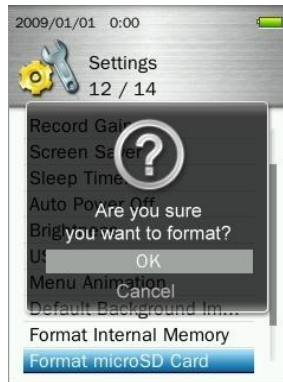 2009/01/01 0:00
Settings
12 / 14
Record Gain
Screen Saver
Sleep Timer
Auto Power Off
Are you sure
you want to format?
OK
Menu Animation
Cancel
Default Background Im...
Format Internal Memory
Format microSD Card